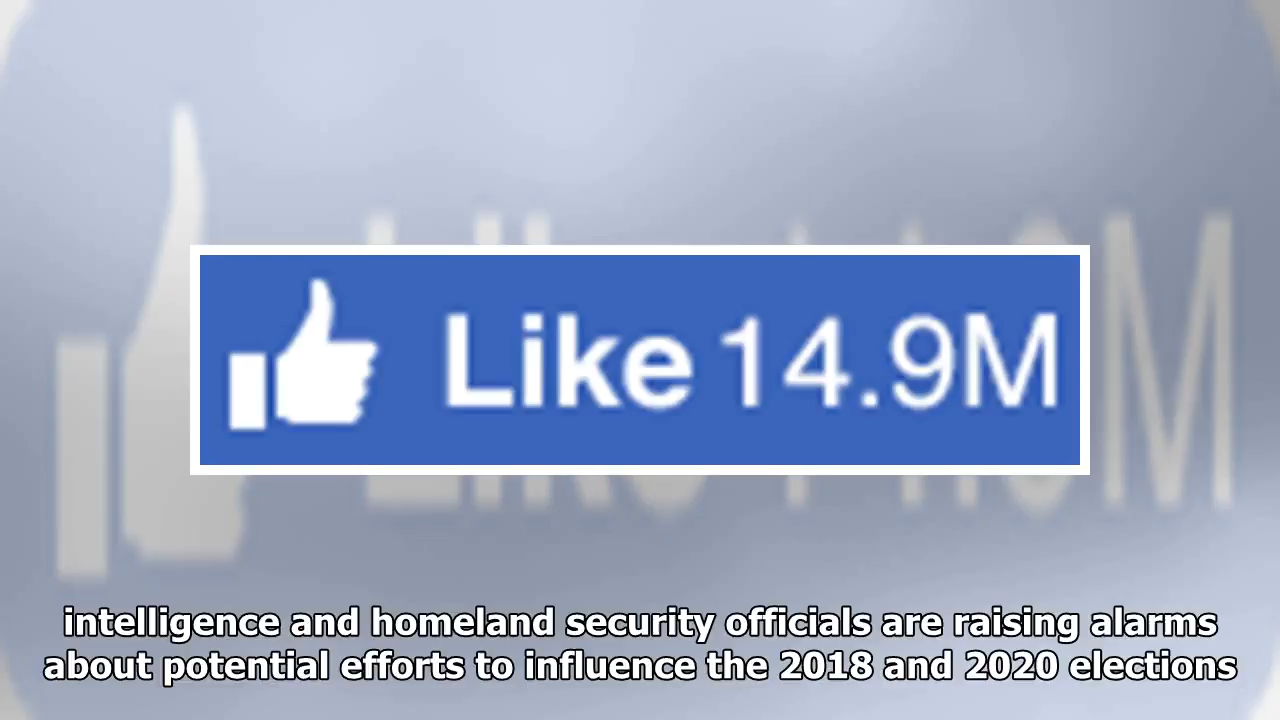 Like 14.9M
intelligence and homeland security officials are raising alarms
about potential efforts to influence the 2018 and 2020 elections